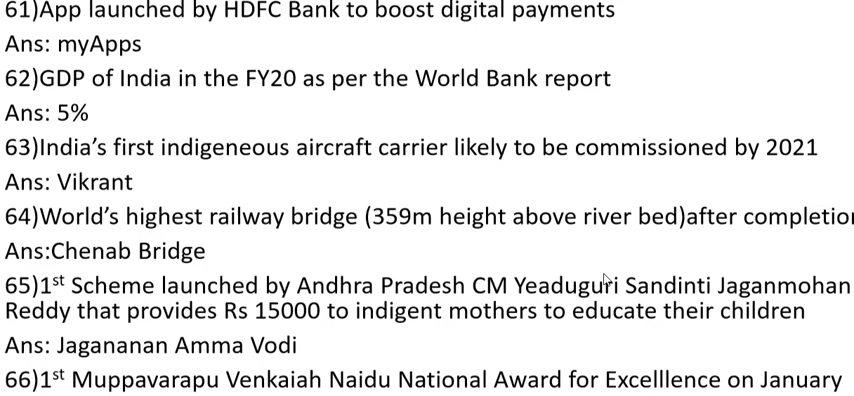 61)App launched by HDFC Bank to boost digital payments
Ans: myApps
62)GDP of India in the FY20 as per the World Bank report
Ans: 5%
63)India's first indigeneous aircraft carrier likely to be commissioned by 2021
Ans: Vikrant
64)World's highest railway bridge (359m height above river bed)after completion
Ans:Chenab Bridge
65)1st Scheme launched by Andhra Pradesh CM Yeaduguri Sandinti Jaganmohan
Reddy that provides Rs 15000 to indigent mothers to educate their children
Ans: Jagananan Amma Vodi
66)1st Muppavarapu Venkaiah Naidu National Award for Excelllence on January